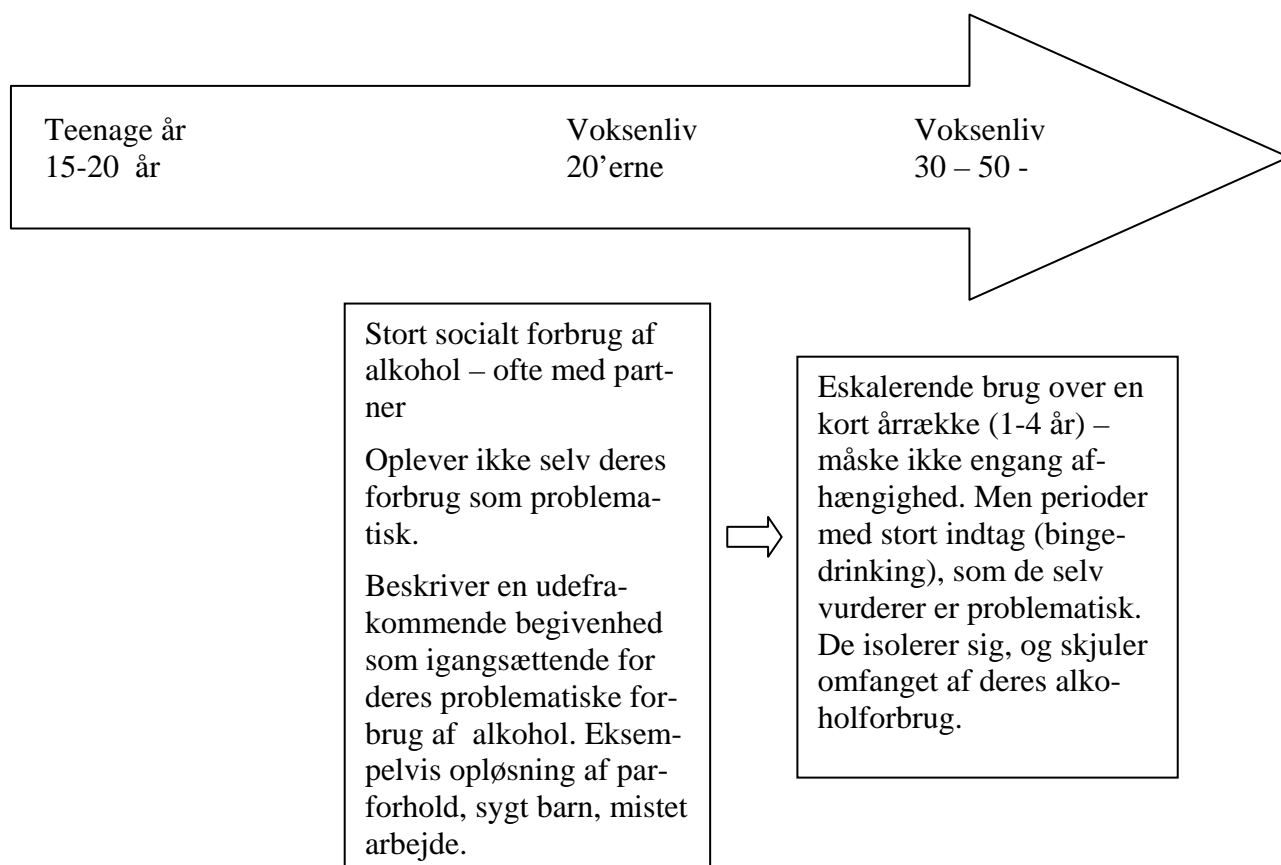 Teenage år
15-20  år
Voksenliv
20’erne
Voksenliv
30 – 50 -
Stort socialt forbrug af
alkohol – ofte med part-
ner
Oplever ikke selv deres
forbrug som problema-
tisk.
Beskriver en udefra-
kommende begivenhed
som igangsættende for
deres problematiske for-
brug af  alkohol. Eksem-
pelvis opløsning af par-
forhold, sygt barn, mistet
arbejde.
Eskalerende brug over en
kort årrække (1-4 år) –
måske ikke engang af-
hængighed. Men perioder
med stort indtag (binge-
drinking), som de selv
vurderer er problematisk.
De isolerer sig, og skjuler
omfanget af deres alko-
holforbrug.